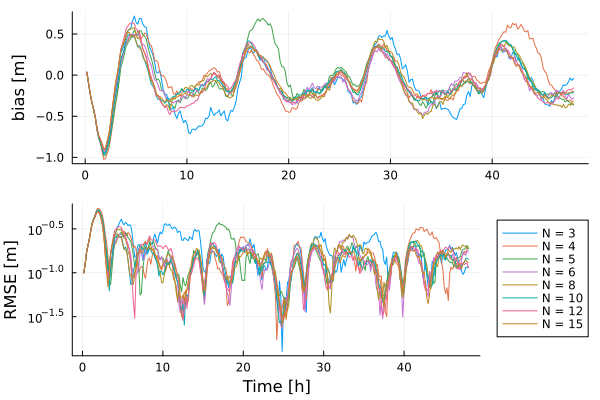 bias [m]
0.5
0.0
−0.5
−1.0
0 10 20 30 40
RMSE [m]
10^−0.5
10^−1.0
10^−1.5
0 10 20 30 40
Time [h]
N = 3
N = 4
N = 5
N = 6
N = 8
N = 10
N = 12
N = 15